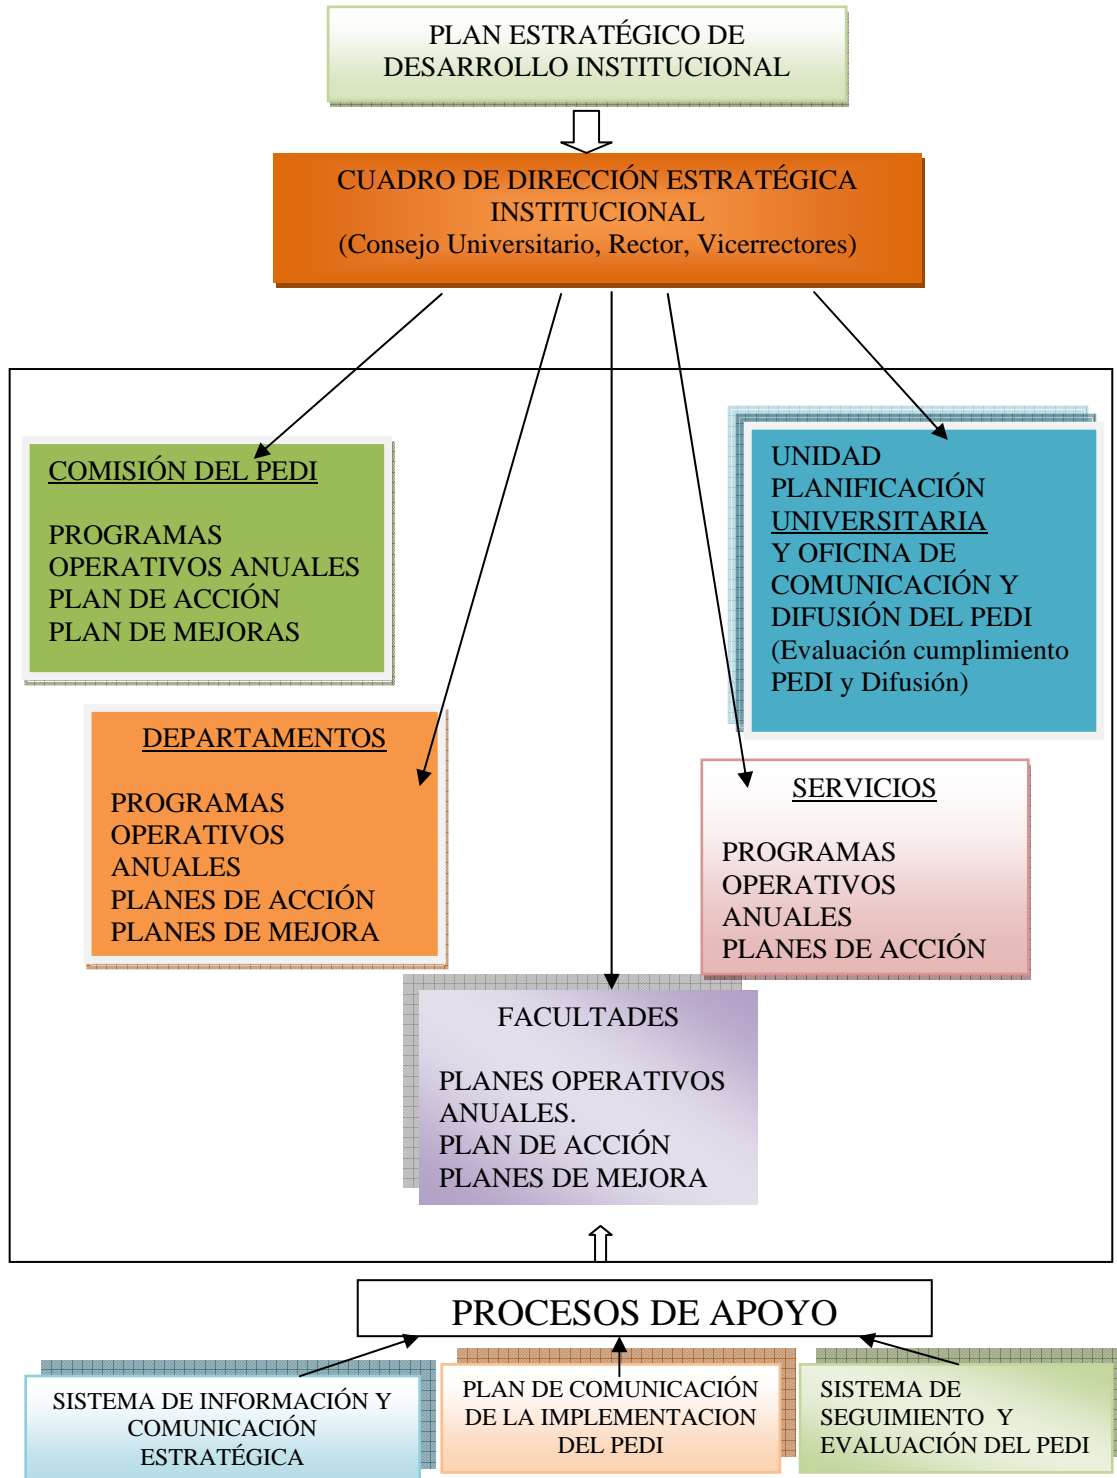 PLAN ESTRATÉGICO DE
DESARROLLO INSTITUCIONAL
CUADRO DE DIRECCIÓN ESTRATÉGICA
INSTITUCIONAL
(Consejo Universitario, Rector, Vicerrectores)
COMISIÓN DEL PEDI
PROGRAMAS
OPERATIVOS ANUALES
PLAN DE ACCIÓN
PLAN DE MEJORAS
UNIDAD
PLANIFICACIÓN
UNIVERSITARIA
Y OFICINA DE
COMUNICACIÓN Y
DIFUSIÓN DEL PEDI
(Evaluación cumplimiento
PEDI y Difusión)
DEPARTAMENTOS
PROGRAMAS
OPERATIVOS
ANUALES
PLANES DE ACCIÓN
PLANES DE MEJORA
SERVICIOS
PROGRAMAS
OPERATIVOS
ANUALES
PLANES DE ACCIÓN
FACULTADES
PLANES OPERATIVOS
ANUALES.
PLAN DE ACCIÓN
PLANES DE MEJORA
PROCESOS DE APOYO
SISTEMA DE INFORMACIÓN Y
COMUNICACIÓN
ESTRATÉGICA
PLAN DE COMUNICACIÓN
DE LA IMPLEMENTACION
DEL PEDI
SISTEMA DE
SEGUIMIENTO Y
EVALUACIÓN DEL PEDI